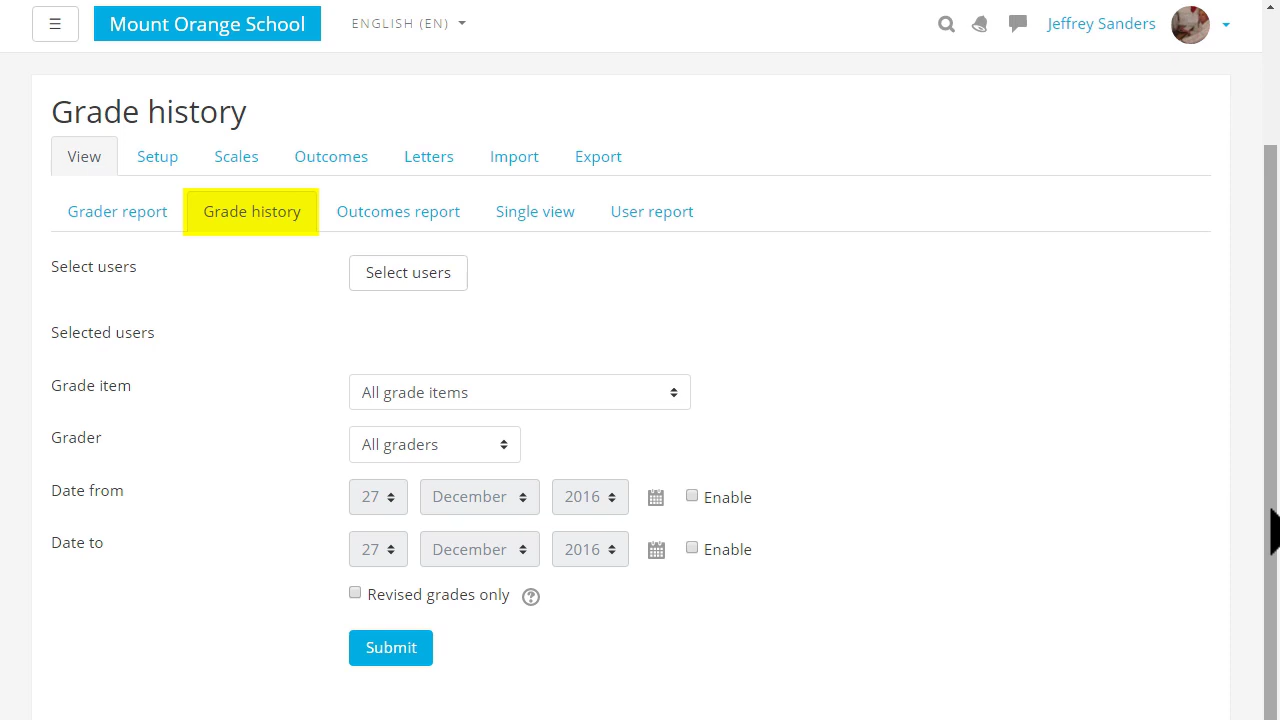 Mount Orange School ENGLISH (EN) Jeffrey Sanders
Grade history
View Setup Scales Outcomes Letters Import Export
Grader report Grade history Outcomes report Single view User report
Select users Select users
Selected users
Grade item All grade items
Grader All graders
Date from 27 December 2016 Enable
Date to 27 December 2016 Enable
Revised grades only ?
Submit